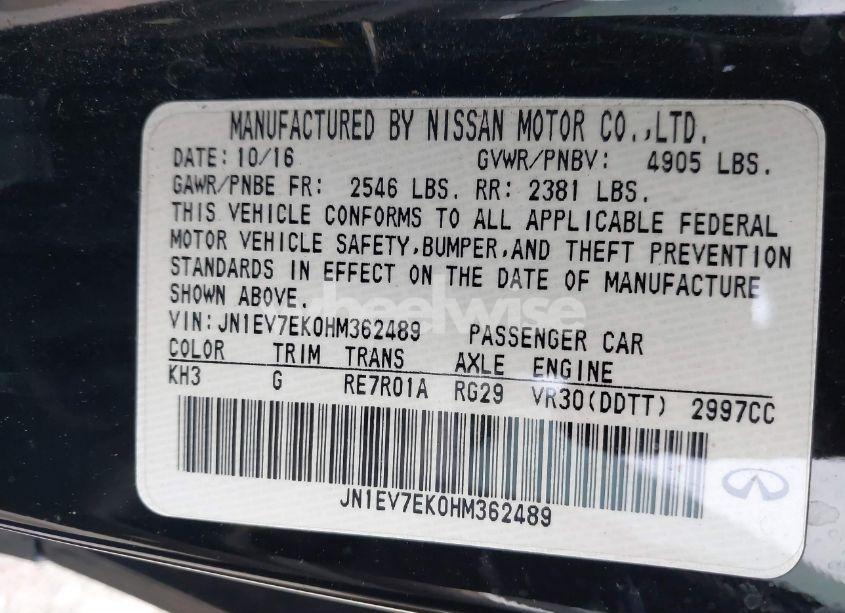 MANUFACTURED BY NISSAN MOTOR CO.,LTD.
DATE: 10/16 GVWR/PNBV: 4905 LBS.
GAWR/PNBE FR: 2546 LBS. RR: 2381 LBS.
THIS VEHICLE CONFORMS TO ALL APPLICABLE FEDERAL
MOTOR VEHICLE SAFETY,BUMPER,AND THEFT PREVENTION
STANDARDS IN EFFECT ON THE DATE OF MANUFACTURE
SHOWN ABOVE.
wheelwise
VIN: JN1EV7EK0HM362489 PASSENGER CAR
COLOR TRIM TRANS AXLE ENGINE
KH3 G RE7R01A RG29 VR30(DDTT) 2997CC
JN1EV7EK0HM362489